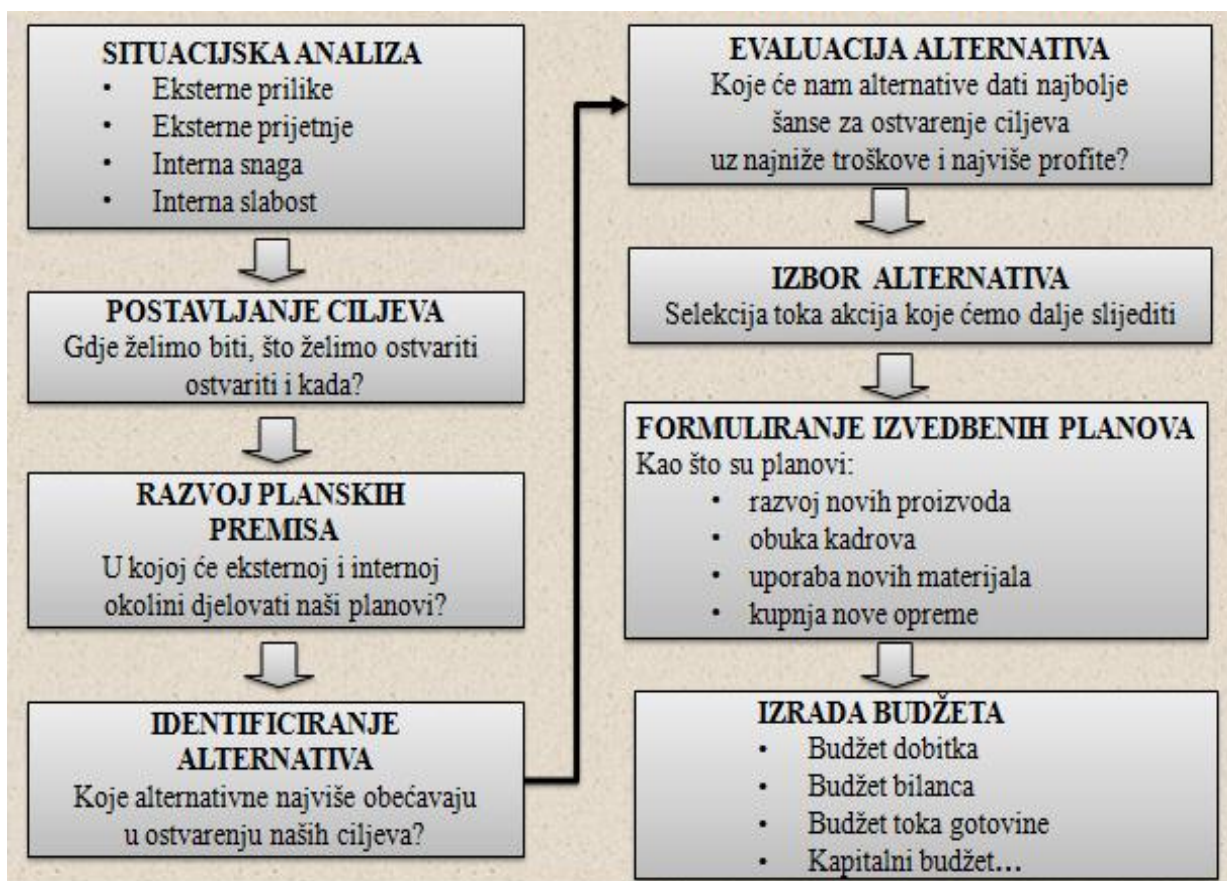 SITUACIJSKA ANALIZA
• Eksterne prilike
• Eksterne prijetnje
• Interna snaga
• Interna slabost
POSTAVLJANJE CILJEVA
Gdje želimo biti, što želimo ostvariti
ostvariti i kada?
RAZVOJ PLANSKIH
PREMISA
U kojoj će eksternoj i internoj
okolini djelovati naši planovi?
IDENTIFICIRANJE
ALTERNATIVA
Koje alternativne najviše obećavaju
u ostvarenju naših ciljeva?
EVALUACIJA ALTERNATIVA
Koje će nam alternative dati najbolje
šanse za ostvarenje ciljeva
uz najniže troškove i najviše profite?
IZBOR ALTERNATIVA
Selekcija toka akcija koje ćemo dalje slijediti
FORMULIRANJE IZVEDBENIH PLANOVA
Kao što su planovi:
• razvoj novih proizvoda
• obuka kadrova
• uporaba novih materijala
• kupnja nove opreme
IZRADA BUDŽETA
• Budžet dobitka
• Budžet bilanca
• Budžet toka gotovine
• Kapitalni budžet...